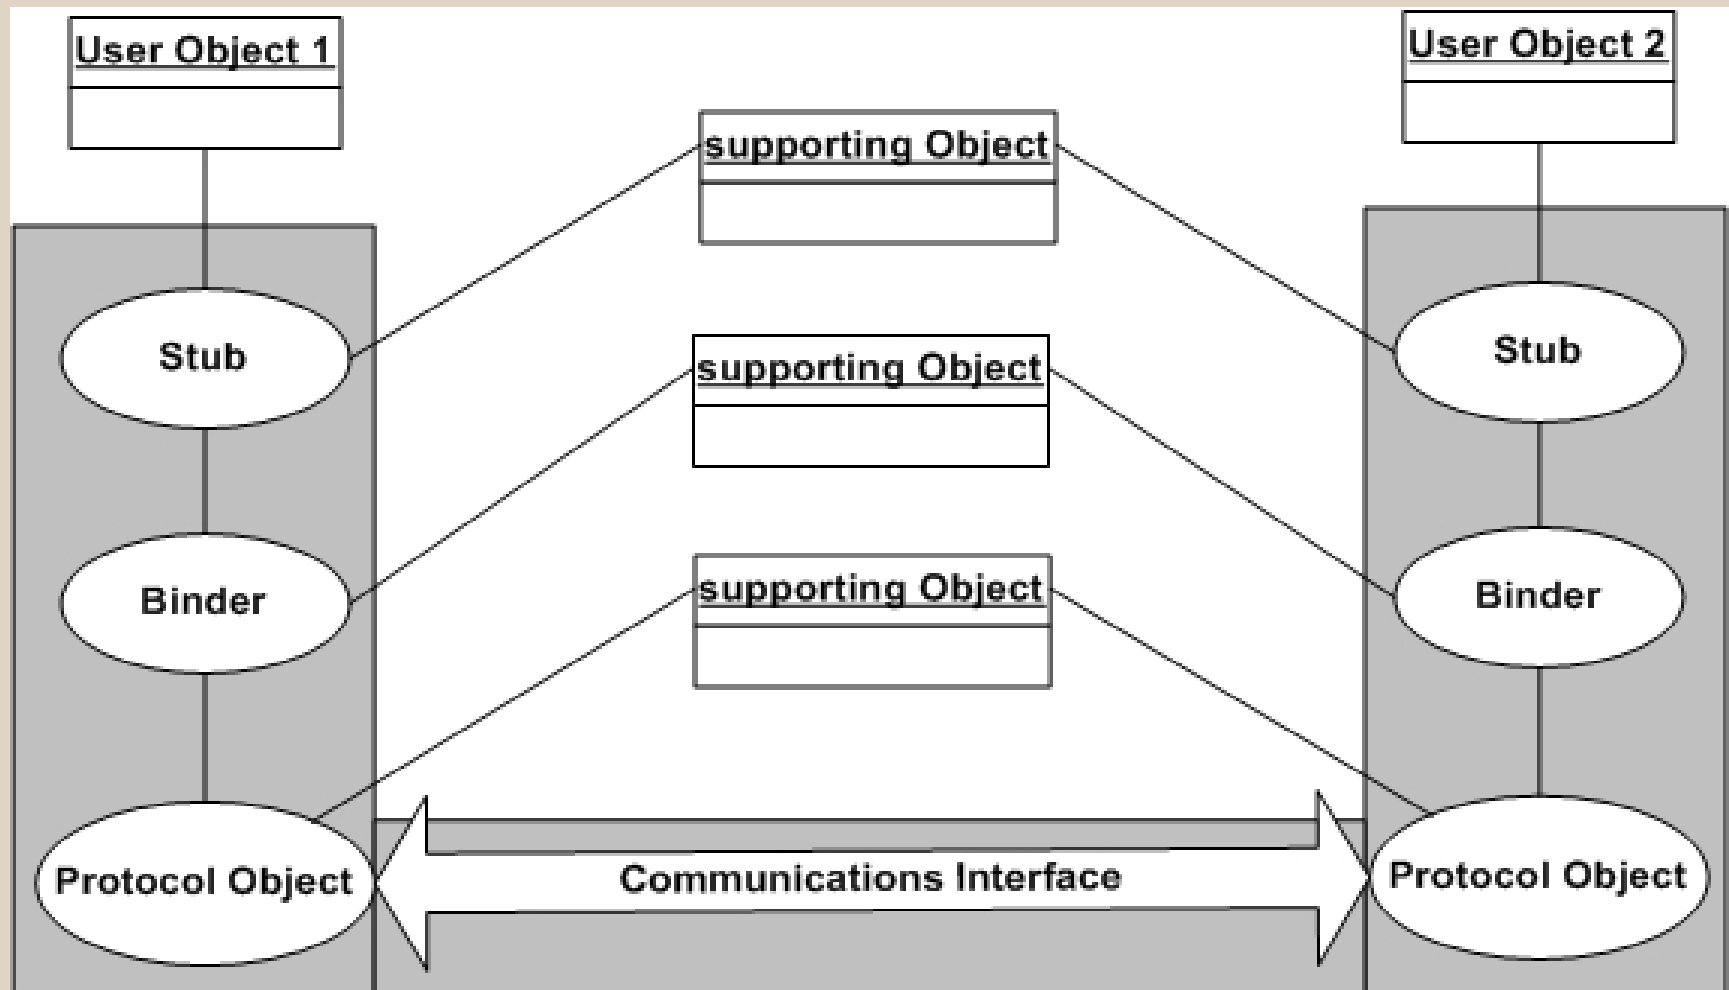 User Object 1
User Object 2
supporting Object
Stub
Stub
supporting Object
Binder
Binder
supporting Object
Protocol Object
Communications Interface
Protocol Object